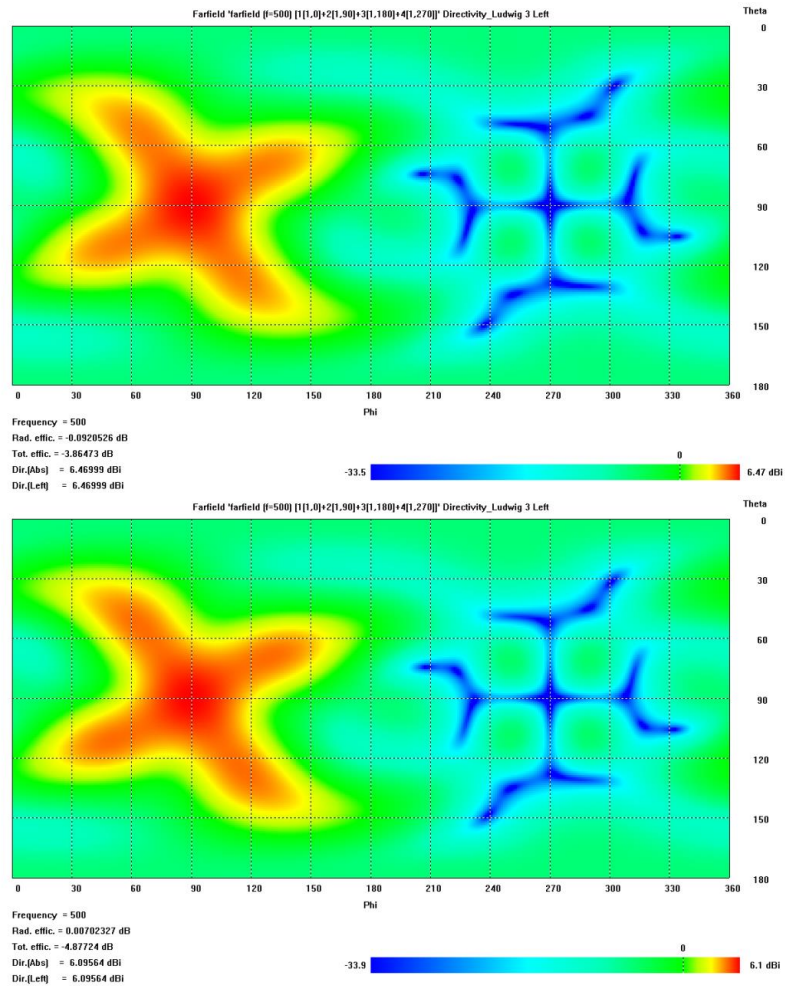 Farfield 'farfield (f=500) [1[1,0]+2[1,90]+3[1,180]+4[1,270]]' Directivity_Ludwig 3 Left
Theta
0
30
60
90
120
150
180
0 30 60 90 120 150 180 210 240 270 300 330 360
Phi
Frequency = 500
Rad. effic. = -0.0920526 dB
Tot. effic. = -3.86473 dB
Dir.(Abs) = 6.46999 dBi
Dir.(Left) = 6.46999 dBi
0
-33.5 6.47 dBi
Farfield 'farfield (f=500) [1[1,0]+2[1,90]+3[1,180]+4[1,270]]' Directivity_Ludwig 3 Left
Theta
0
30
60
90
120
150
180
0 30 60 90 120 150 180 210 240 270 300 330 360
Phi
Frequency = 500
Rad. effic. = 0.00702327 dB
Tot. effic. = -4.87724 dB
Dir.(Abs) = 6.09564 dBi
Dir.(Left) = 6.09564 dBi
0
-33.9 6.1 dBi